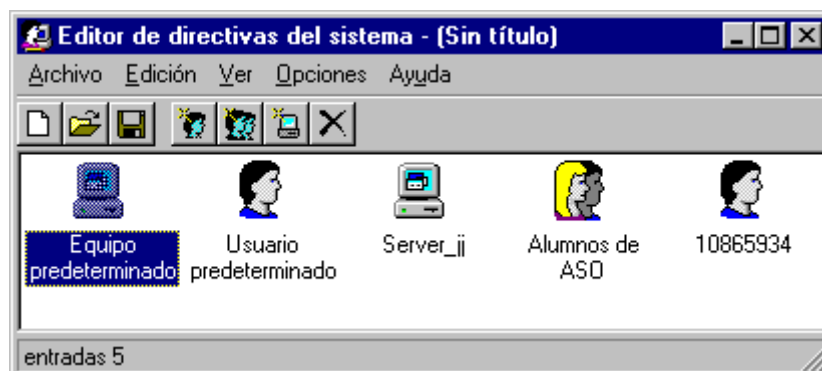 Editor de directivas del sistema - (Sin título)
Archivo Edición Ver Opciones Ayuda
Equipo predeterminado
Usuario predeterminado
Server_jj
Alumnos de ASO
10865934
entradas 5